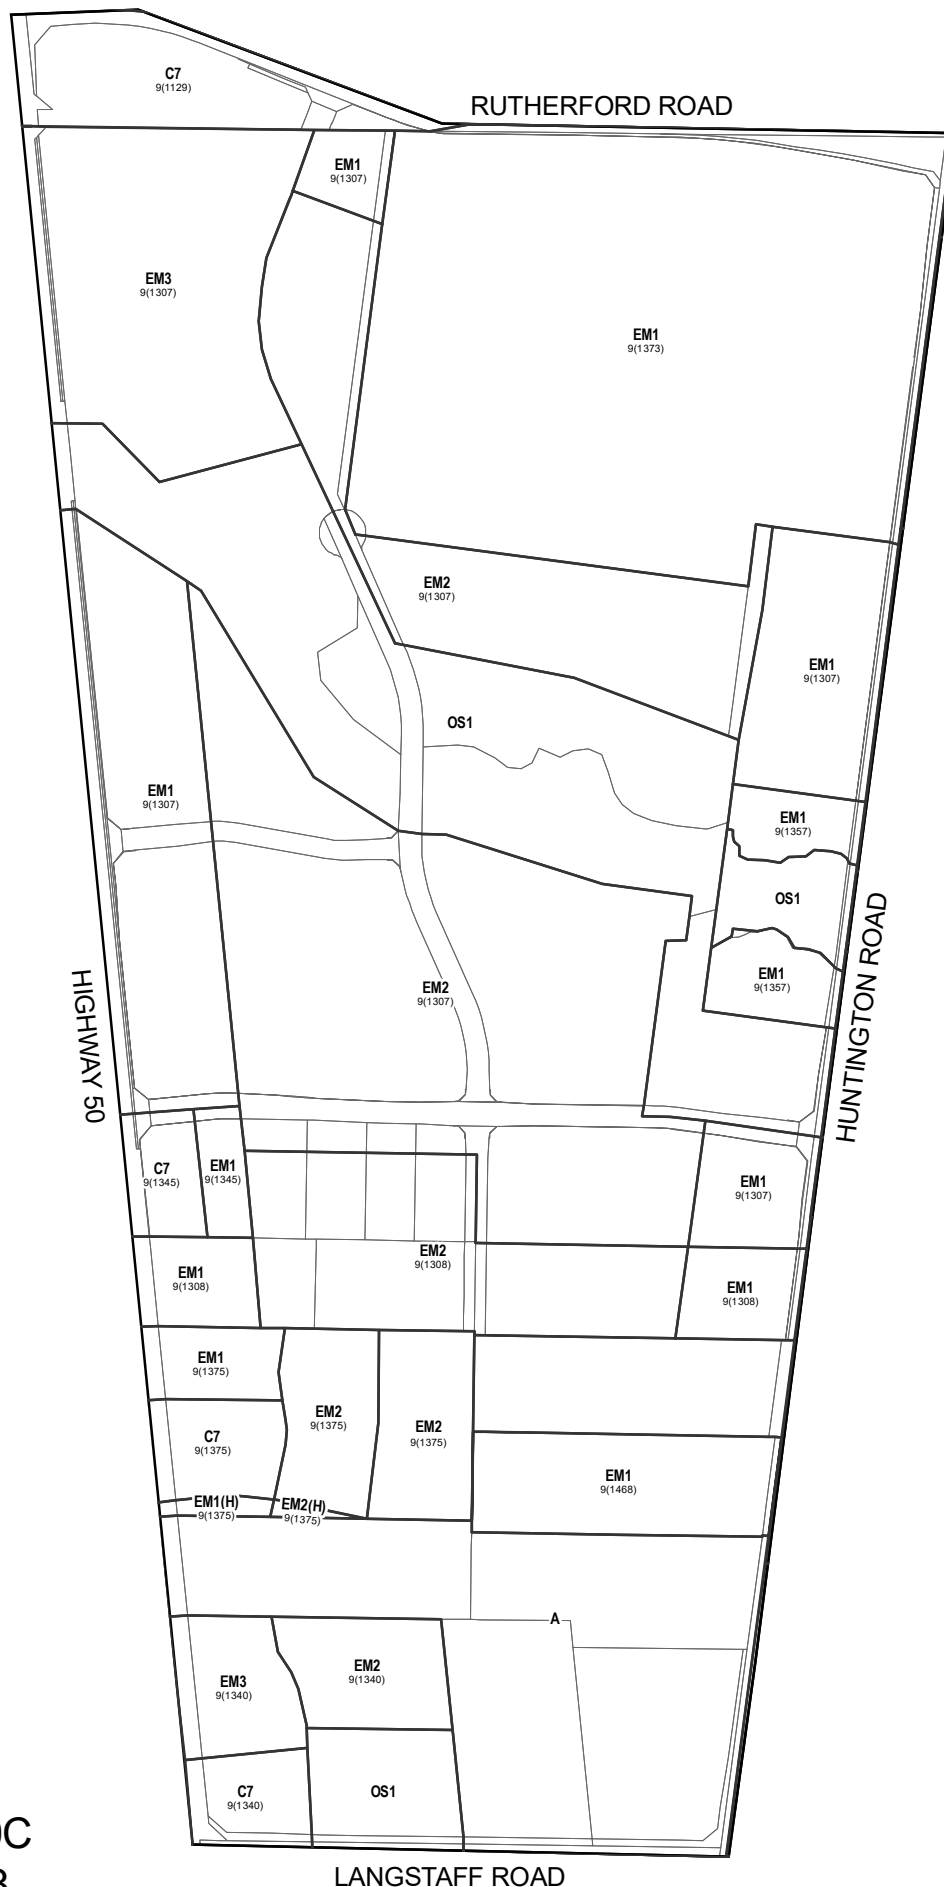 C7
9(1129)
RUTHERFORD ROAD
EM1
9(1307)
EM3
9(1307)
EM1
9(1373)
EM2
9(1307)
EM1
9(1307)
OS1
EM1
9(1307)
EM1
9(1357)
OS1
HUNTINGTON ROAD
EM1
9(1357)
EM2
9(1307)
HIGHWAY 50
C7
9(1345)
EM1
9(1345)
EM1
9(1307)
EM2
9(1308)
EM1
9(1308)
EM1
9(1308)
EM1
9(1375)
EM2
9(1375)
EM2
9(1375)
C7
9(1375)
EM1
9(1468)
EM1(H)
9(1375)
EM2(H)
9(1375)
A
EM3
9(1340)
EM2
9(1340)
C7
9(1340)
OS1
LANGSTAFF ROAD